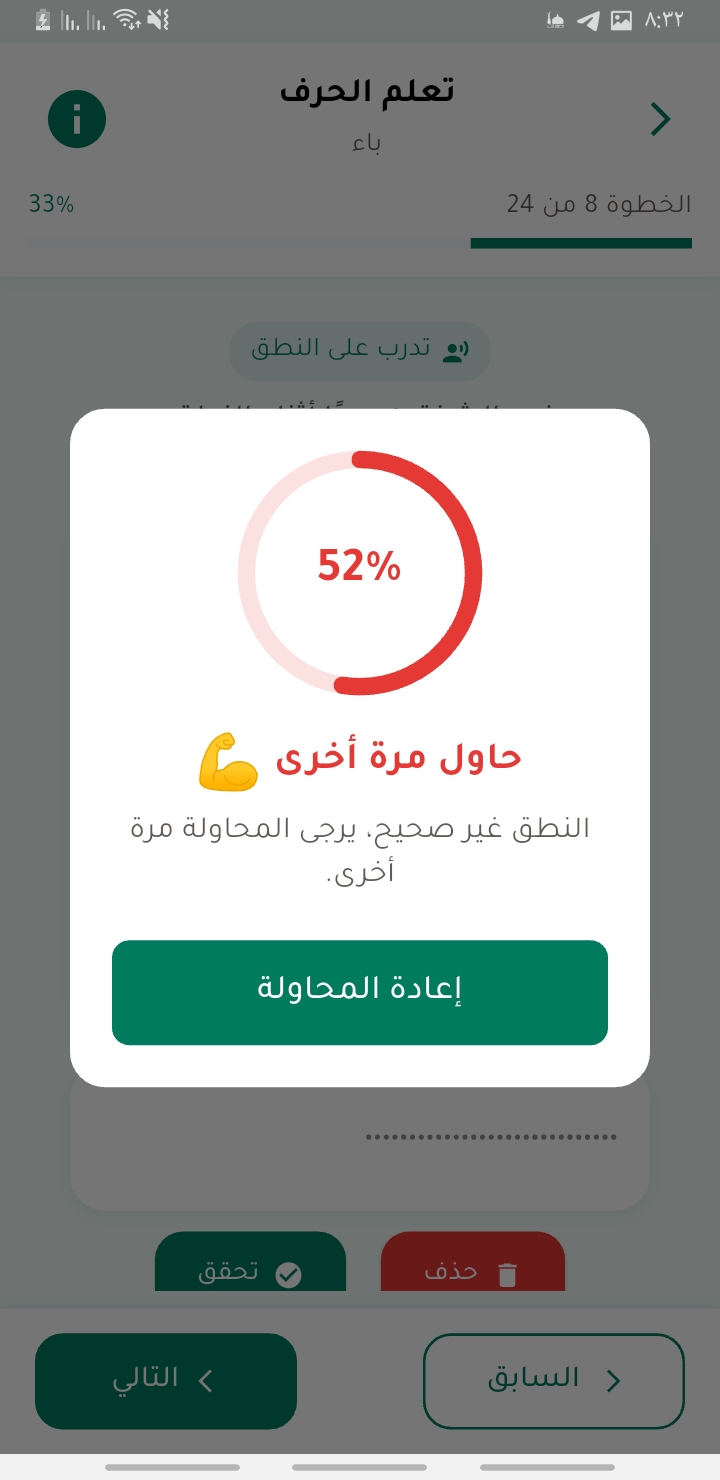 ٨:٣٢
تعلم الحرف
باء
الخطوة 8 من 24
33%
تدرب على النطق
52%
حاول مرة أخرى 💪
النطق غير صحيح، يرجى المحاولة مرة
أخرى.
إعادة المحاولة
حذف
تحقق
السابق
التالي